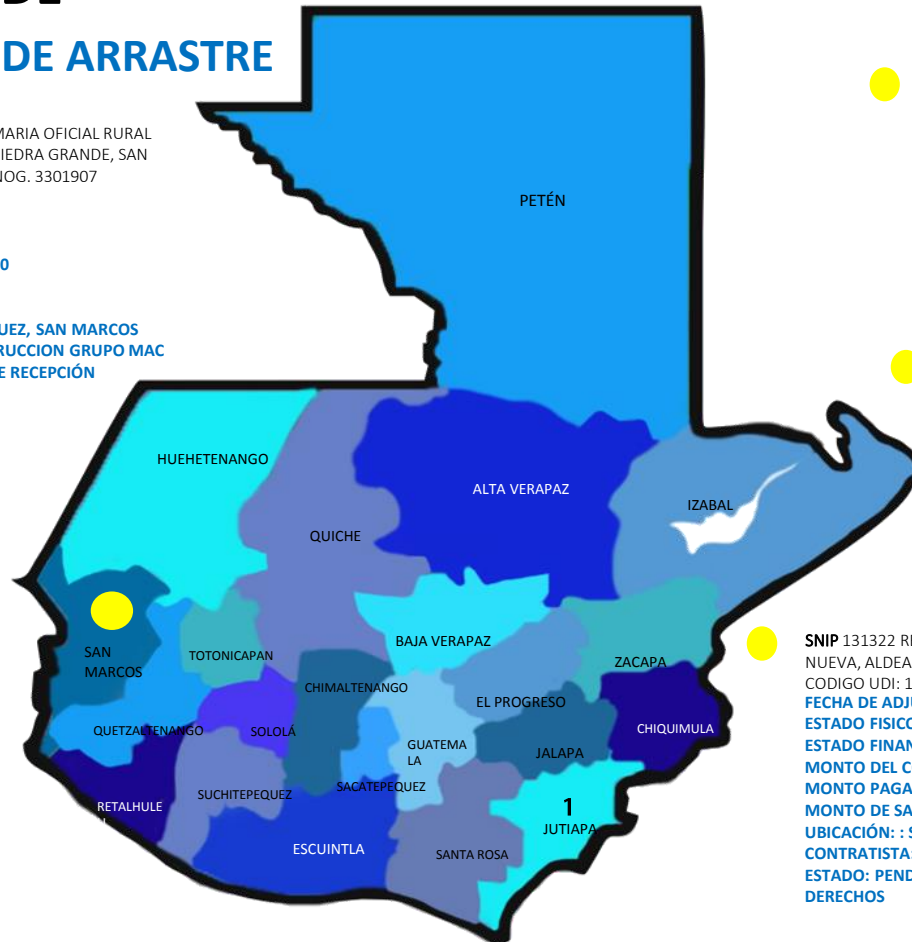 DE ARRASTRE
MARIA OFICIAL RURAL
PIEDRA GRANDE, SAN
NOG. 3301907
0
UEZ, SAN MARCOS
RUCCION GRUPO MAC
E RECEPCIÓN
PETÉN
HUEHETENANGO
ALTA VERAPAZ
IZABAL
QUICHE
BAJA VERAPAZ
ZACAPA
SAN
MARCOS
TOTONICAPAN
CHIMALTENANGO
EL PROGRESO
QUETZALTENANGO
SOLOLÁ
GUATEMA
LA
JALAPA
CHIQUIMULA
RETALHULE
SUCHITEPEQUEZ
SACATEPEQUEZ
1
JUTIAPA
ESCUINTLA
SANTA ROSA
SNIP 131322 RE
NUEVA, ALDEA
CODIGO UDI: 1
FECHA DE ADJU
ESTADO FISICO
ESTADO FINAN
MONTO DEL C
MONTO PAGA
MONTO DE SA
UBICACIÓN: : S
CONTRATISTA:
ESTADO: PEND
DERECHOS